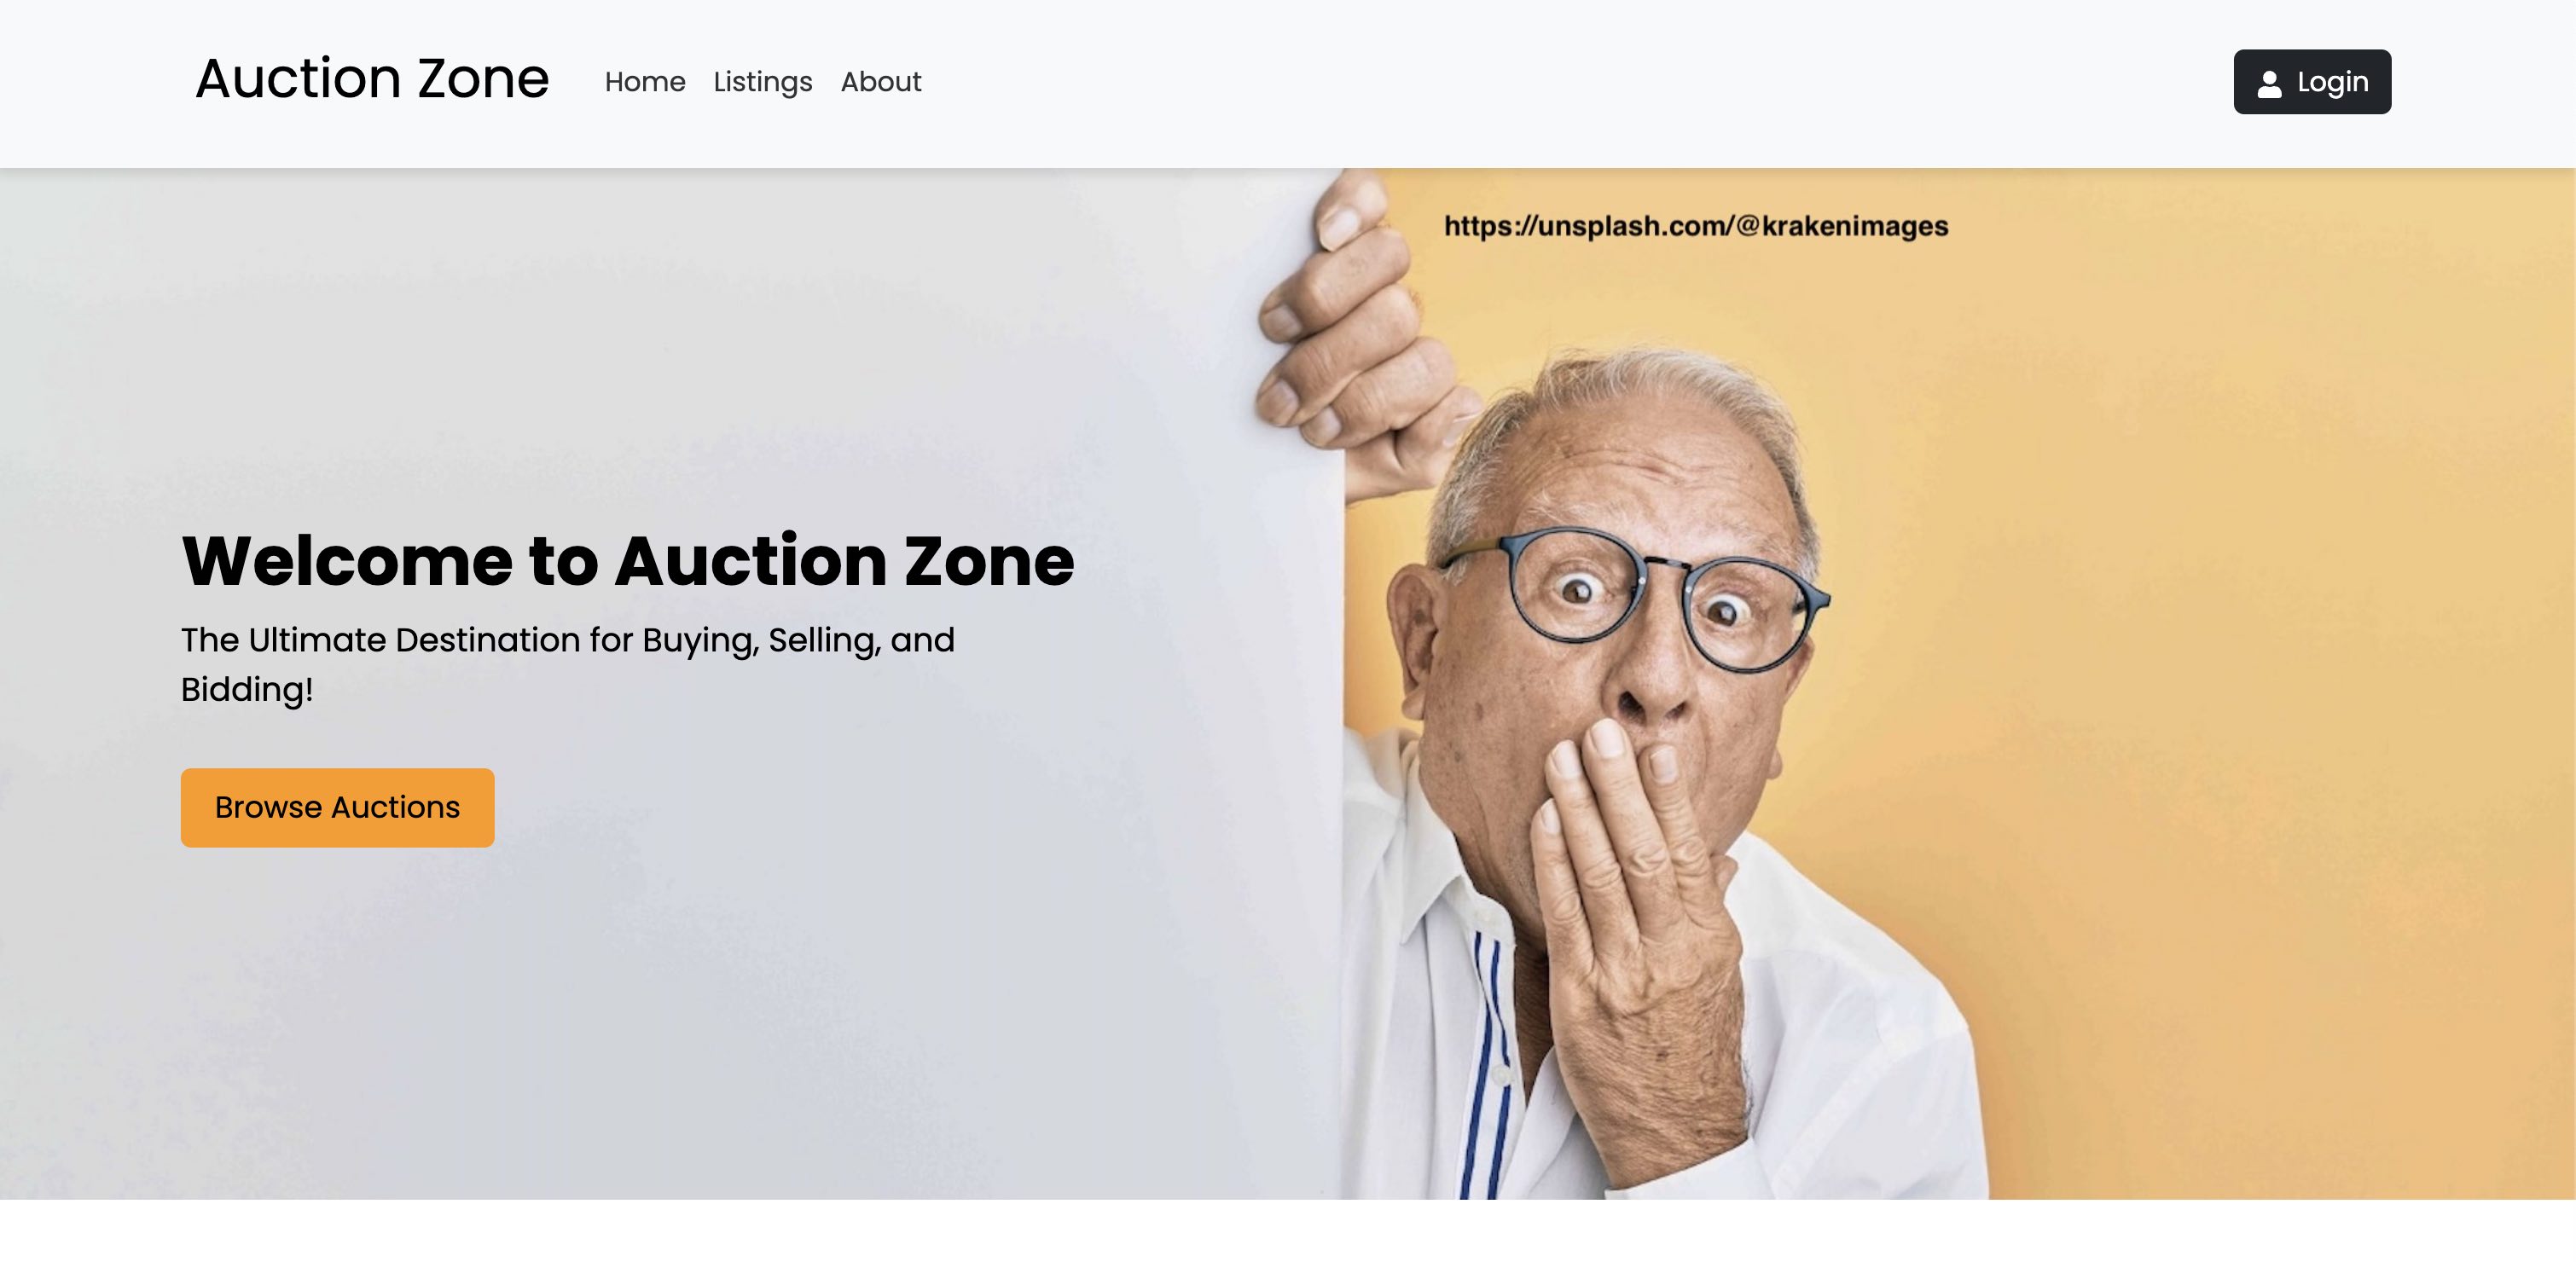 Auction Zone
Home
Listings
About
Login
https://unsplash.com/@krakenimages
Welcome to Auction Zone
The Ultimate Destination for Buying, Selling, and
Bidding!
Browse Auctions